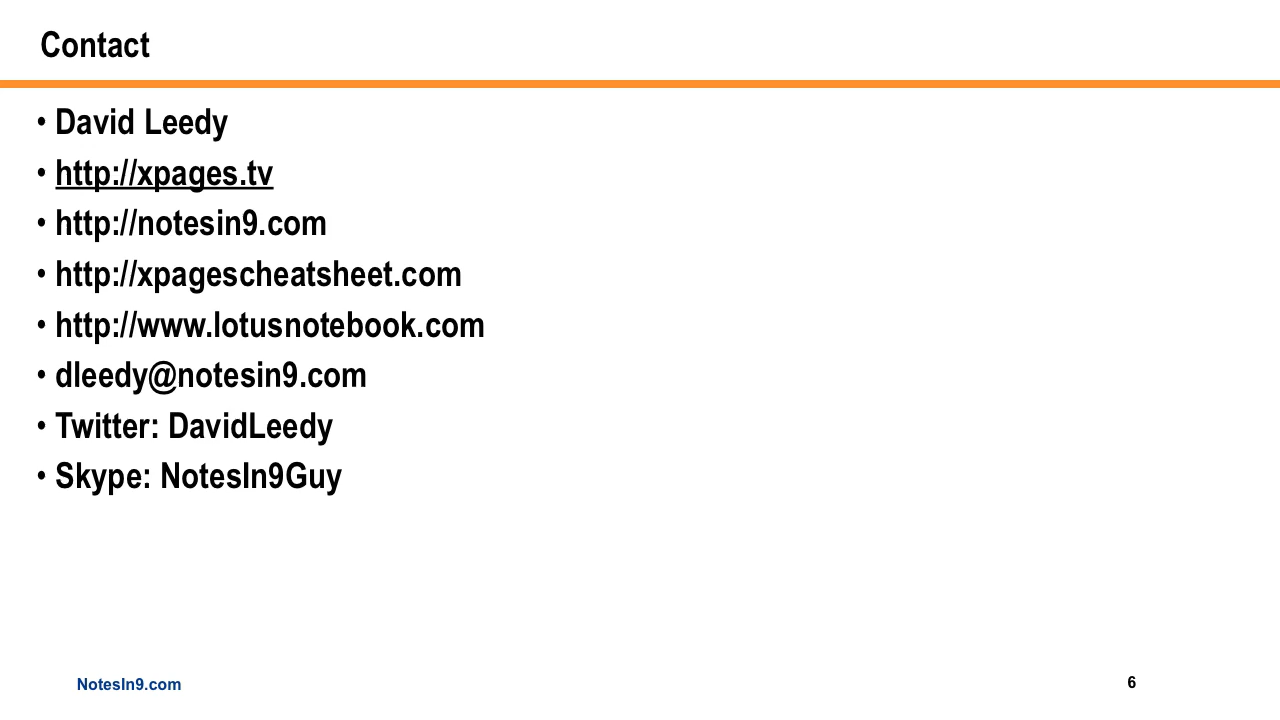 Contact
• David Leedy
• http://xpages.tv
• http://notesin9.com
• http://xpagescheatsheet.com
• http://www.lotusnotebook.com
• dleedy@notesin9.com
• Twitter: DavidLeedy
• Skype: NotesIn9Guy
NotesIn9.com
6